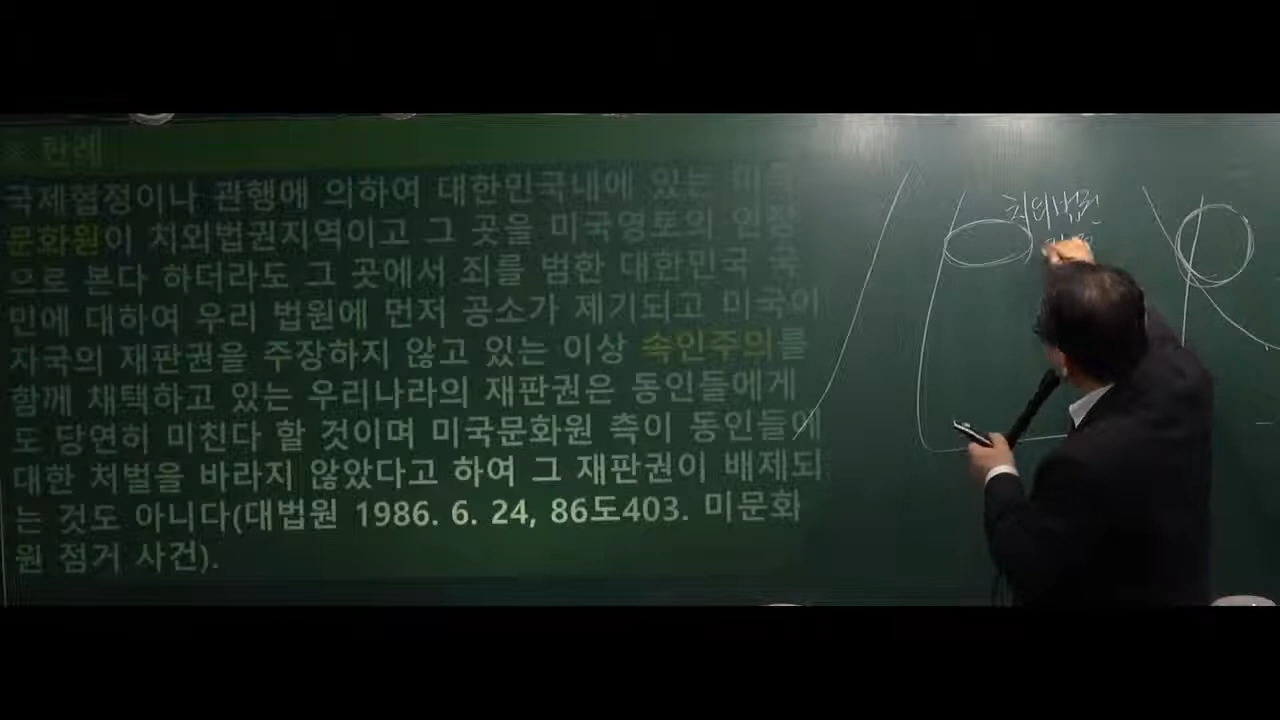 ※ 판례
국제협정이나 관행에 의하여 대한민국내에 있는 미국
문화원이 치외법권지역이고 그 곳을 미국영토의 연장
으로 본다 하더라도 그 곳에서 죄를 범한 대한민국 국
민에 대하여 우리 법원에 먼저 공소가 제기되고 미국이
자국의 재판권을 주장하지 않고 있는 이상 속인주의를
함께 채택하고 있는 우리나라의 재판권은 동인들에게
도 당연히 미친다 할 것이며 미국문화원 측이 동인들에
대한 처벌을 바라지 않았다고 하여 그 재판권이 배제되
는 것도 아니다(대법원 1986. 6. 24, 86도403. 미문화
원 점거 사건).
치외법권